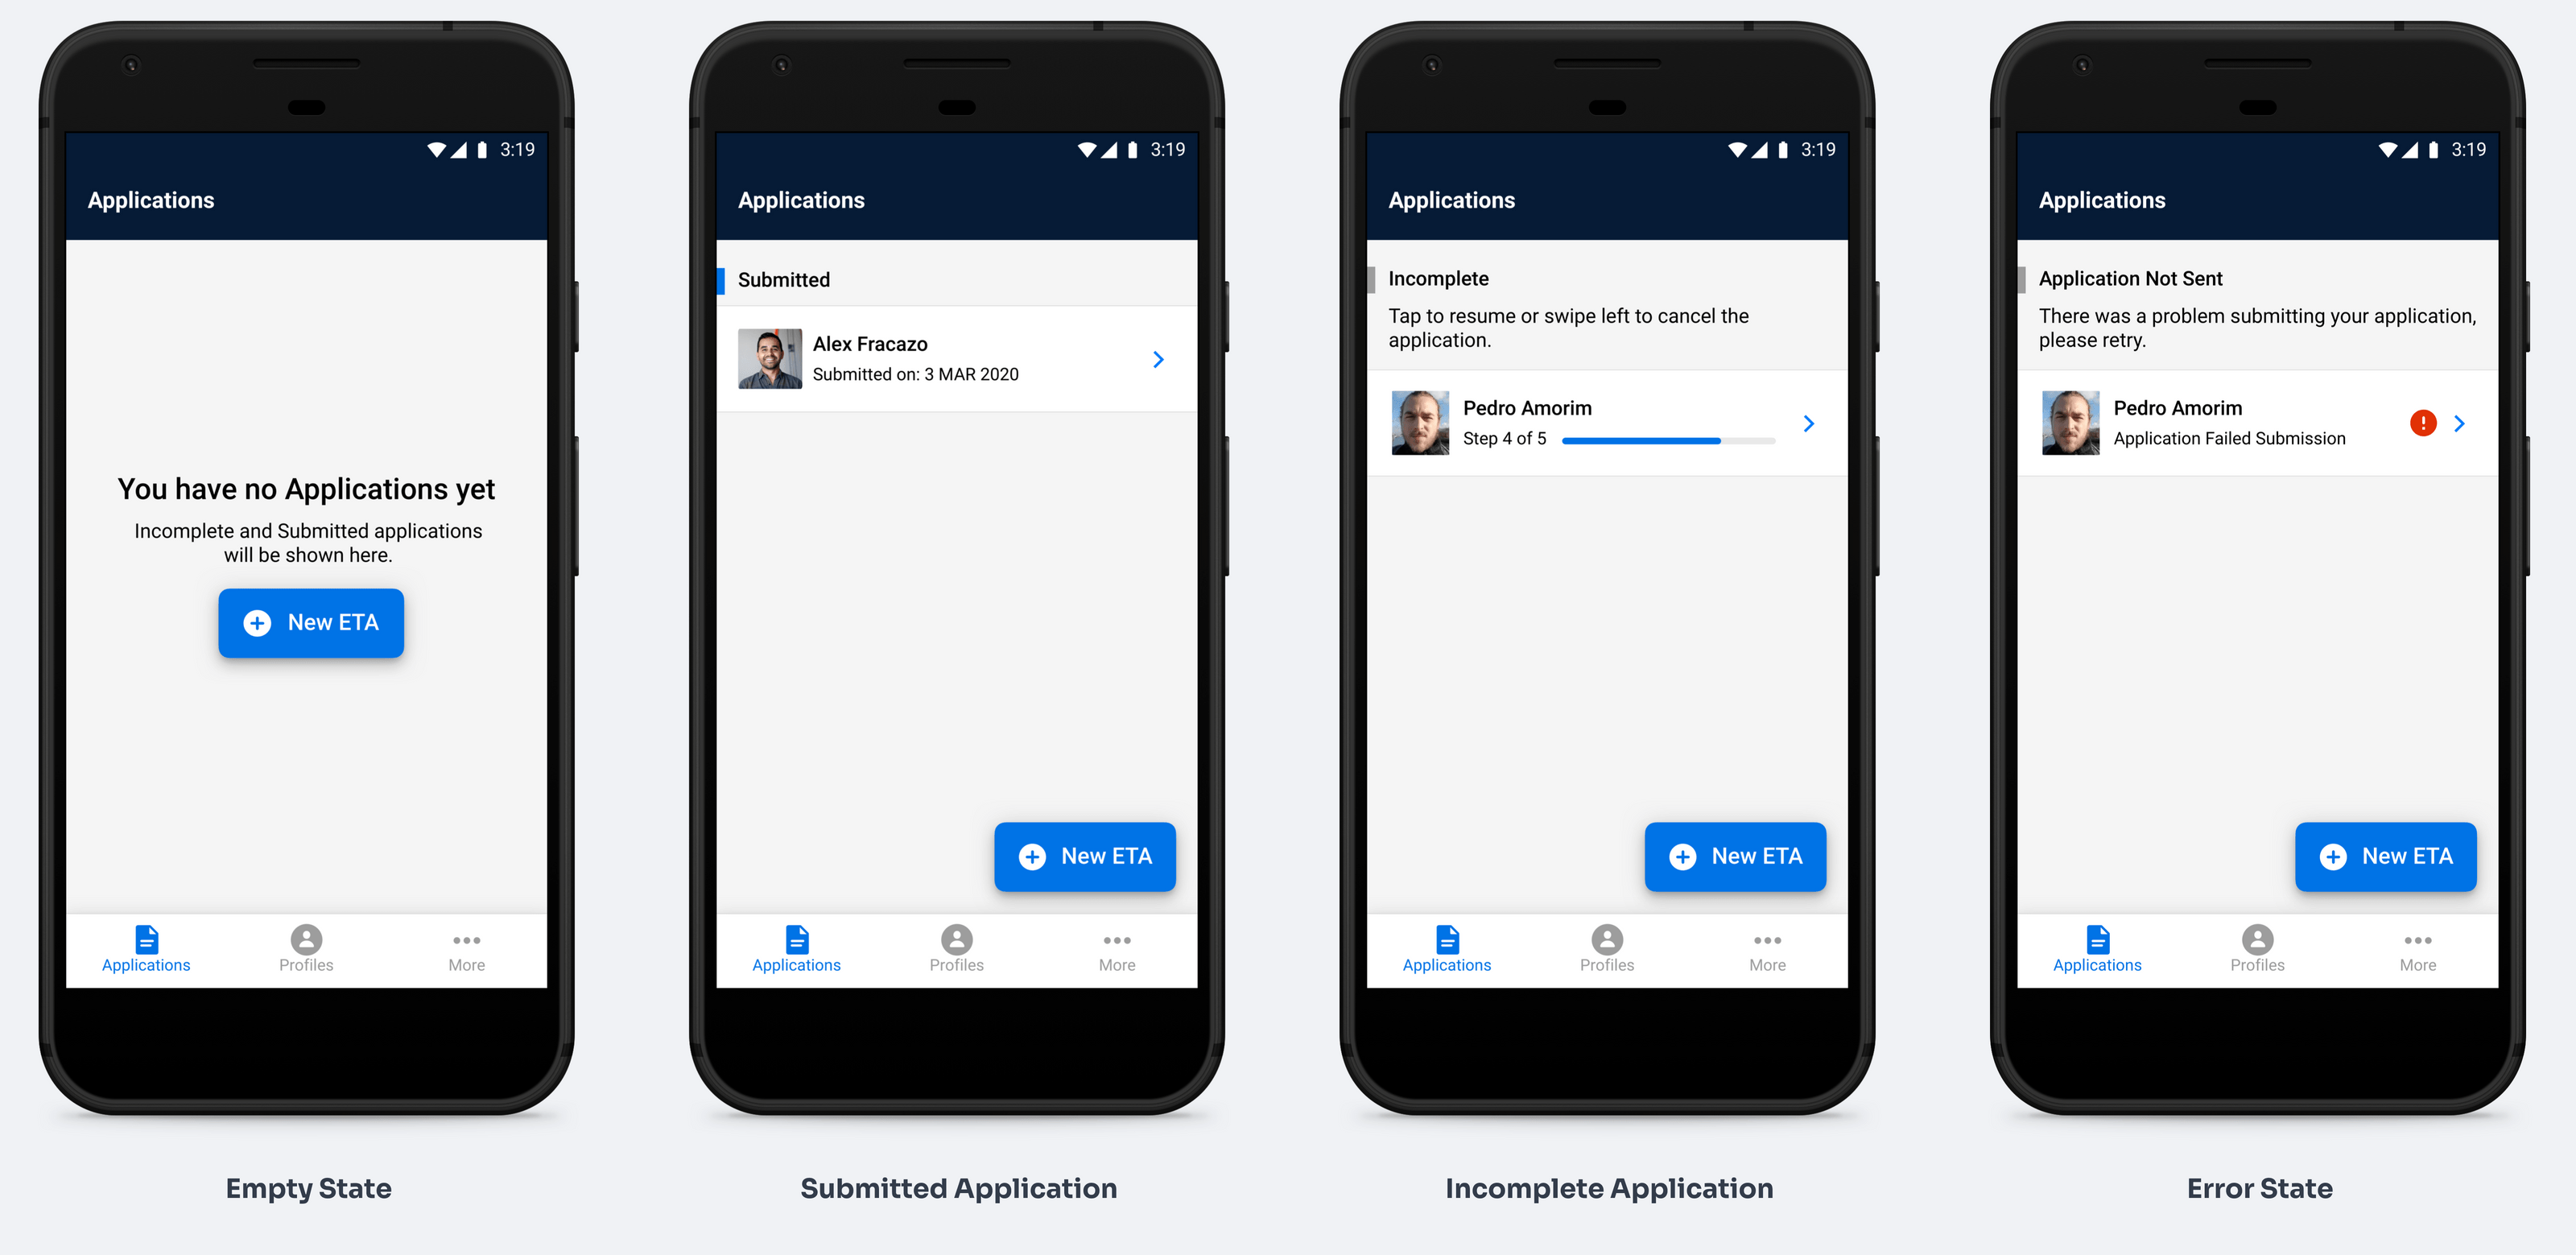 3:19
Applications
You have no Applications yet
Incomplete and Submitted applications
will be shown here.
New ETA
Applications
Profiles
More
Empty State
3:19
Applications
Submitted
Alex Fracazo
Submitted on: 3 MAR 2020
New ETA
Applications
Profiles
More
Submitted Application
3:19
Applications
Incomplete
Tap to resume or swipe left to cancel the
application.
Pedro Amorim
Step 4 of 5
New ETA
Applications
Profiles
More
Incomplete Application
3:19
Applications
Application Not Sent
There was a problem submitting your application,
please retry.
Pedro Amorim
Application Failed Submission
New ETA
Applications
Profiles
More
Error State